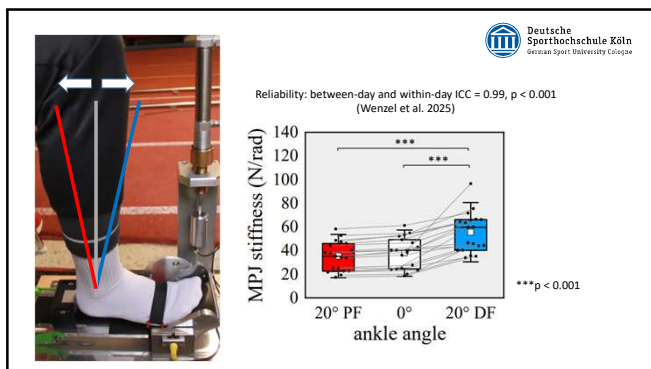 Deutsche
Sporthochschule Köln
German Sport University Cologne
Reliability: between-day and within-day ICC = 0.99, p < 0.001
(Wenzel et al. 2025)
MPJ stiffness (N/rad)
140
120
100
80
60
40
20
0
***
***
20° PF
0°
20° DF
ankle angle
***p < 0.001